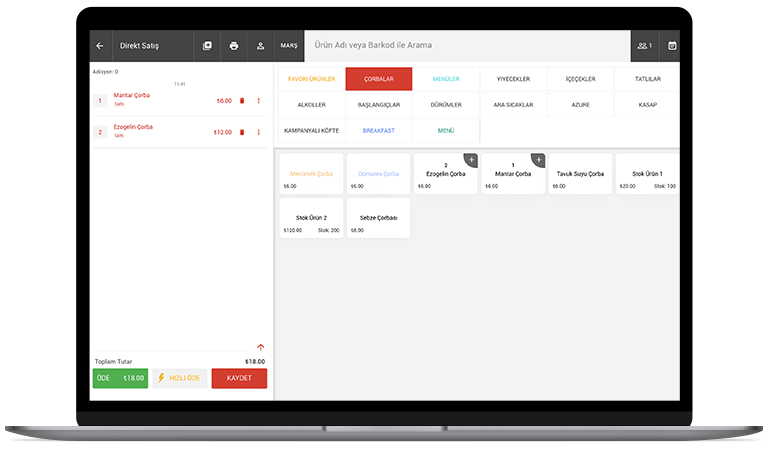 Direkt Satış
MARŞ
Ürün Adı veya Barkod ile Arama
1
Adisyon: 0
11:41
1 Mantar Çorba ₺6.00
tam
2 Ezogelin Çorba ₺12.00
tam
Toplam Tutar ₺18.00
ÖDE ₺18.00
HIZLI ÖDE
KAYDET
FAVORİ ÜRÜNLER ÇORBALAR MENÜLER YİYECEKLER İÇEÇEKLER TATLILAR
ALKOLLER BAŞLANGIÇLAR DÜRÜMLER ARA SICAKLAR AZURE KASAP
KAMPANYALI KÖFTE BREAKFAST MENÜ
Mercimek Çorba
₺6.00
Domates Çorba
₺6.00
2
Ezogelin Çorba
₺6.00
+
1
Mantar Çorba
₺6.00
+
Tavuk Suyu Çorba
₺6.00
Stok Ürün 1
₺20.00 Stok: 100
Stok Ürün 2
₺120.00 Stok: 200
Sebze Çorbası
₺8.00